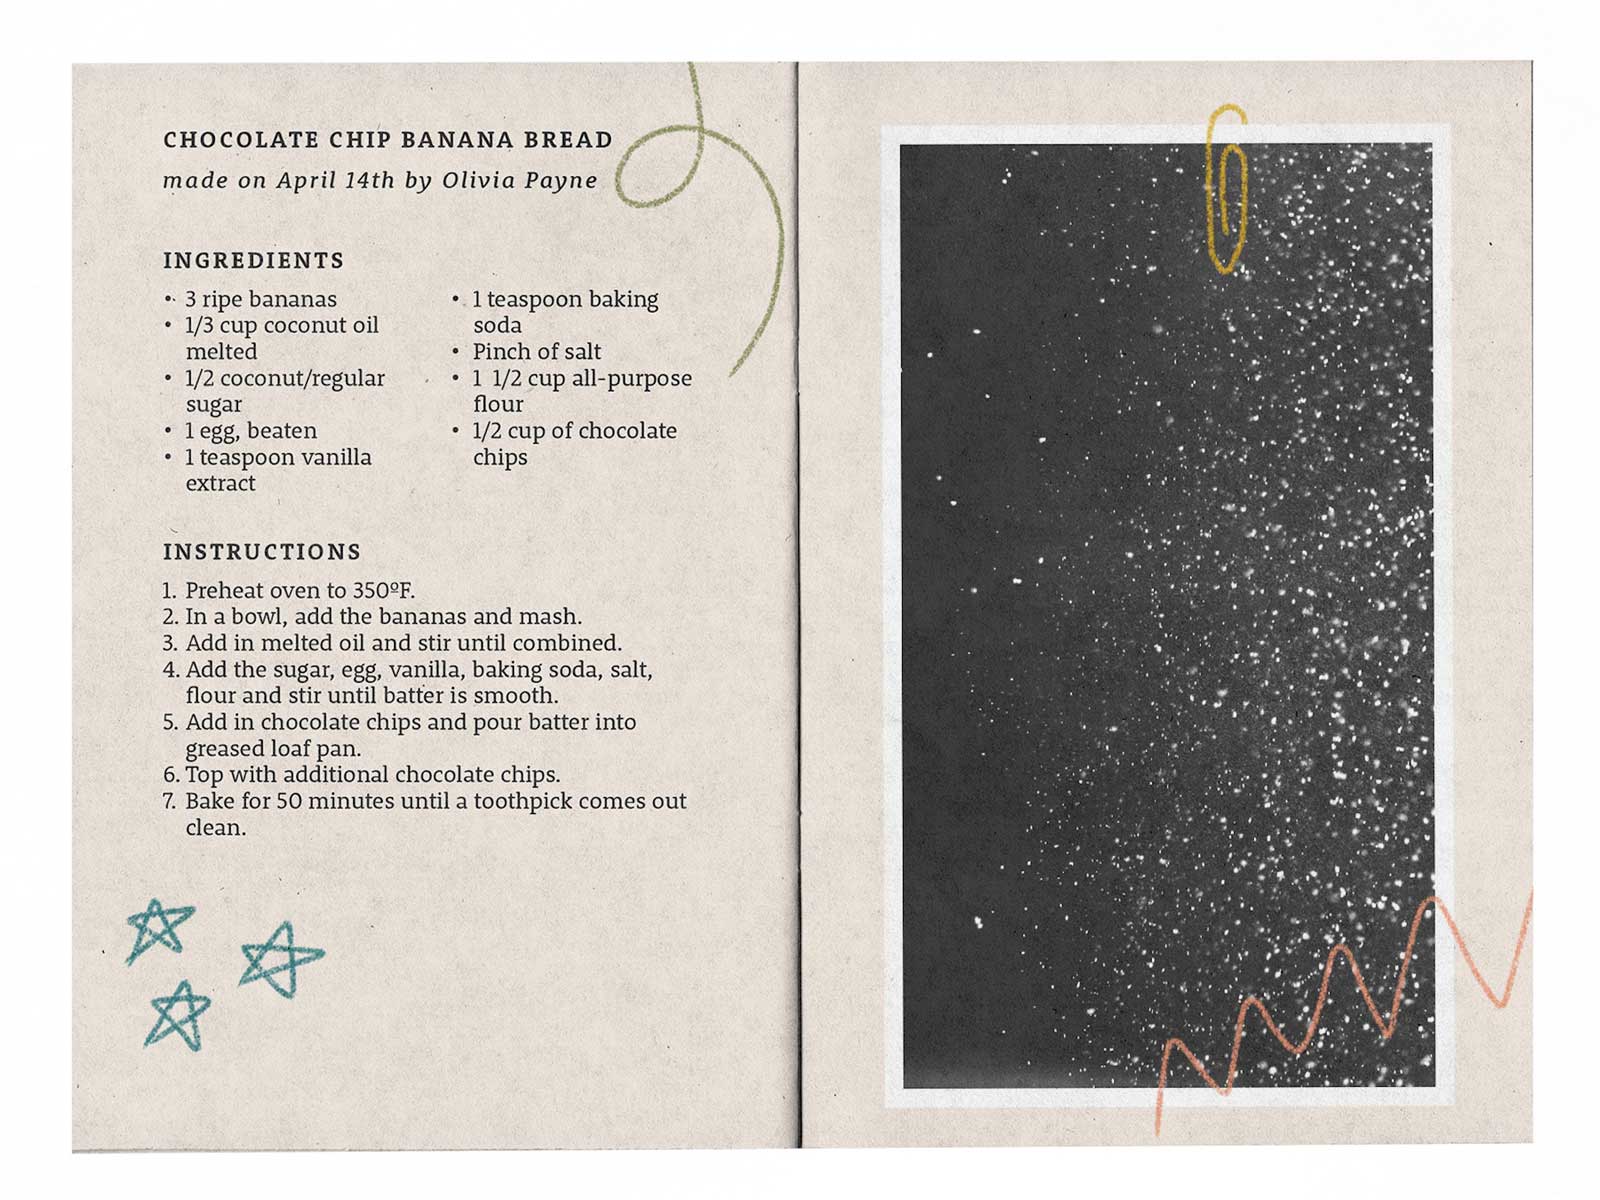 CHOCOLATE CHIP BANANA BREAD
made on April 14th by Olivia Payne
INGREDIENTS
• 3 ripe bananas
• 1/3 cup coconut oil
melted
• 1/2 coconut/regular
sugar
• 1 egg, beaten
• 1 teaspoon vanilla
extract
• 1 teaspoon baking
soda
• Pinch of salt
• 1 1/2 cup all-purpose
flour
• 1/2 cup of chocolate
chips
INSTRUCTIONS
1. Preheat oven to 350ºF.
2. In a bowl, add the bananas and mash.
3. Add in melted oil and stir until combined.
4. Add the sugar, egg, vanilla, baking soda, salt,
flour and stir until batter is smooth.
5. Add in chocolate chips and pour batter into
greased loaf pan.
6. Top with additional chocolate chips.
7. Bake for 50 minutes until a toothpick comes out
clean.